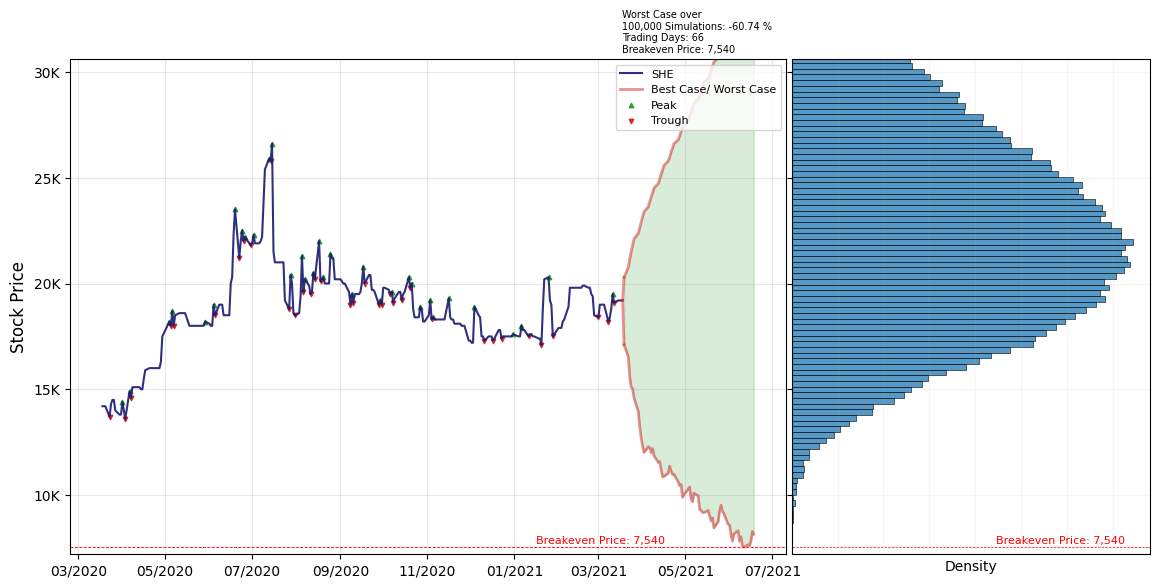 Worst Case over
100,000 Simulations: -60.74 %
Trading Days: 66
Breakeven Price: 7,540
SHE
Best Case/ Worst Case
Peak
Trough
Stock Price
30K
25K
20K
15K
10K
Breakeven Price: 7,540
Breakeven Price: 7,540
03/2020
05/2020
07/2020
09/2020
11/2020
01/2021
03/2021
05/2021
07/2021
Density